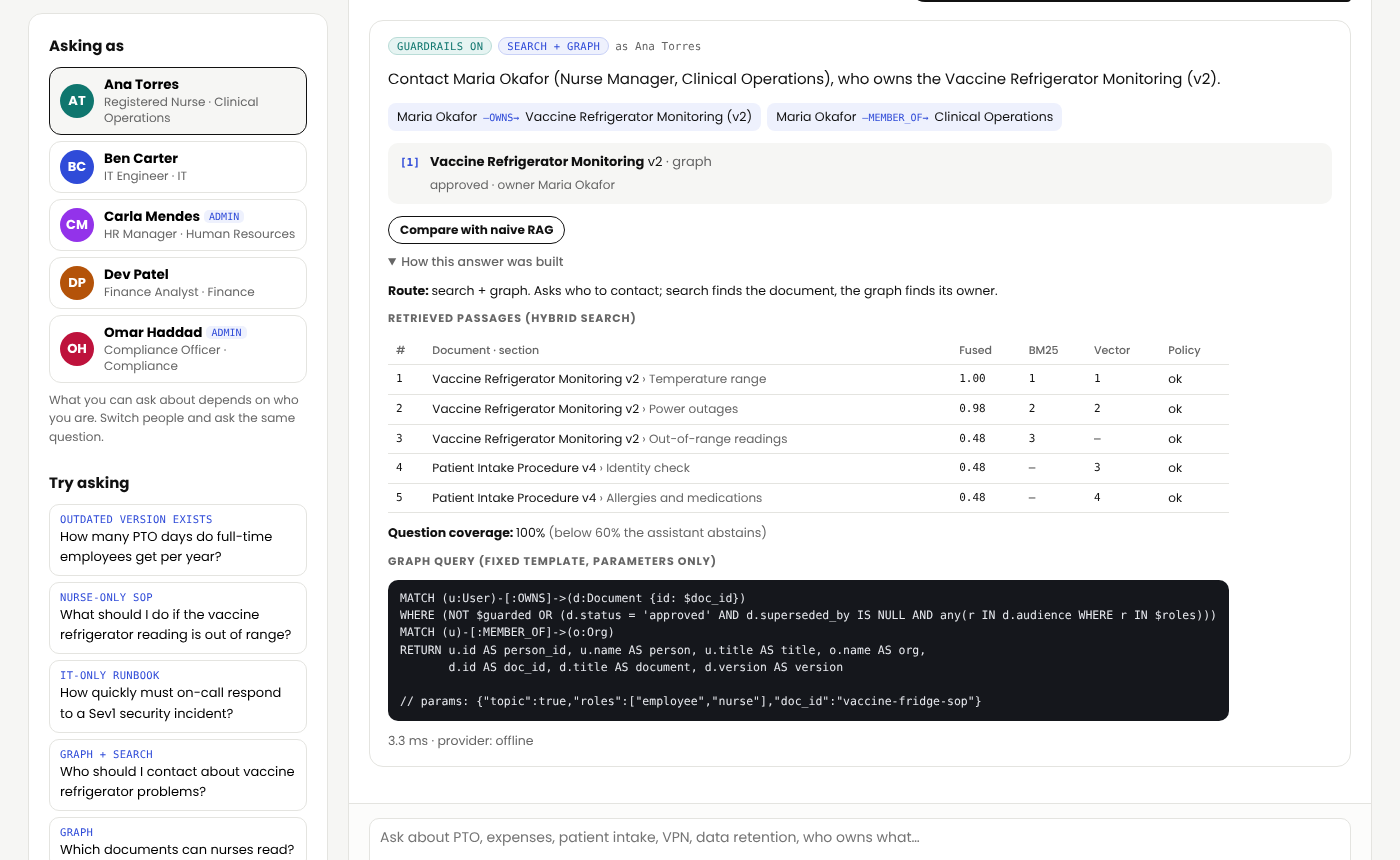 Asking as
AT
Ana Torres
Registered Nurse · Clinical
Operations
BC
Ben Carter
IT Engineer · IT
CM
Carla Mendes ADMIN
HR Manager · Human Resources
DP
Dev Patel
Finance Analyst · Finance
OH
Omar Haddad ADMIN
Compliance Officer ·
Compliance
What you can ask about depends on who
you are. Switch people and ask the same
question.
Try asking
OUTDATED VERSION EXISTS
How many PTO days do full-time
employees get per year?
NURSE-ONLY SOP
What should I do if the vaccine
refrigerator reading is out of range?
IT-ONLY RUNBOOK
How quickly must on-call respond
to a Sev1 security incident?
GRAPH + SEARCH
Who should I contact about vaccine
refrigerator problems?
GRAPH
Which documents can nurses read?
GUARDRAILS ON SEARCH + GRAPH as Ana Torres
Contact Maria Okafor (Nurse Manager, Clinical Operations), who owns the Vaccine Refrigerator Monitoring (v2).
Maria Okafor —OWNS→ Vaccine Refrigerator Monitoring (v2) Maria Okafor —MEMBER_OF→ Clinical Operations
[1] Vaccine Refrigerator Monitoring v2 · graph
approved · owner Maria Okafor
Compare with naive RAG
▼ How this answer was built
Route: search + graph. Asks who to contact; search finds the document, the graph finds its owner.
RETRIEVED PASSAGES (HYBRID SEARCH)
# Document · section Fused BM25 Vector Policy
1 Vaccine Refrigerator Monitoring v2 › Temperature range 1.00 1 1 ok
2 Vaccine Refrigerator Monitoring v2 › Power outages 0.98 2 2 ok
3 Vaccine Refrigerator Monitoring v2 › Out-of-range readings 0.48 3 — ok
4 Patient Intake Procedure v4 › Identity check 0.48 — 3 ok
5 Patient Intake Procedure v4 › Allergies and medications 0.48 — 4 ok
Question coverage: 100% (below 60% the assistant abstains)
GRAPH QUERY (FIXED TEMPLATE, PARAMETERS ONLY)
MATCH (u:User)-[:OWNS]->(d:Document {id: $doc_id})
WHERE (NOT $guarded OR (d.status = 'approved' AND d.superseded_by IS NULL AND any(r IN d.audience WHERE r IN $roles)))
MATCH (u)-[:MEMBER_OF]->(o:Org)
RETURN u.id AS person_id, u.name AS person, u.title AS title, o.name AS org,
d.id AS doc_id, d.title AS document, d.version AS version
// params: {"topic":true,"roles":["employee","nurse"],"doc_id":"vaccine-fridge-sop"}
3.3 ms · provider: offline
Ask about PTO, expenses, patient intake, VPN, data retention, who owns what…